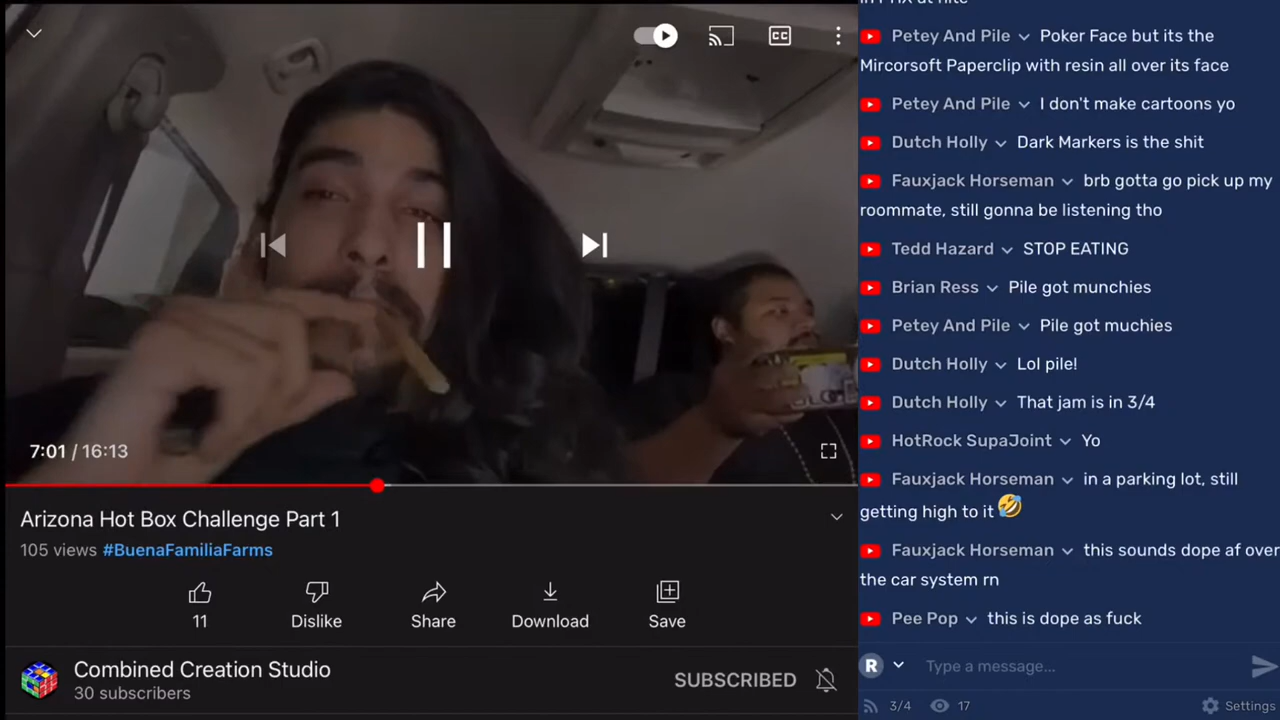 7:01 / 16:13
Arizona Hot Box Challenge Part 1
105 views #BuenaFamiliaFarms
11
Dislike
Share
Download
Save
Combined Creation Studio
30 subscribers
SUBSCRIBED
CC
Petey And Pile Poker Face but its the
Mircorsoft Paperclip with resin all over its face
Petey And Pile I don't make cartoons yo
Dutch Holly Dark Markers is the shit
Fauxjack Horseman brb gotta go pick up my
roommate, still gonna be listening tho
Tedd Hazard STOP EATING
Brian Ress Pile got munchies
Petey And Pile Pile got muchies
Dutch Holly Lol pile!
Dutch Holly That jam is in 3/4
HotRock SupaJoint Yo
Fauxjack Horseman in a parking lot, still
getting high to it 🤣
Fauxjack Horseman this sounds dope af over
the car system rn
Pee Pop this is dope as fuck
R
Type a message...
3/4
17
Settings